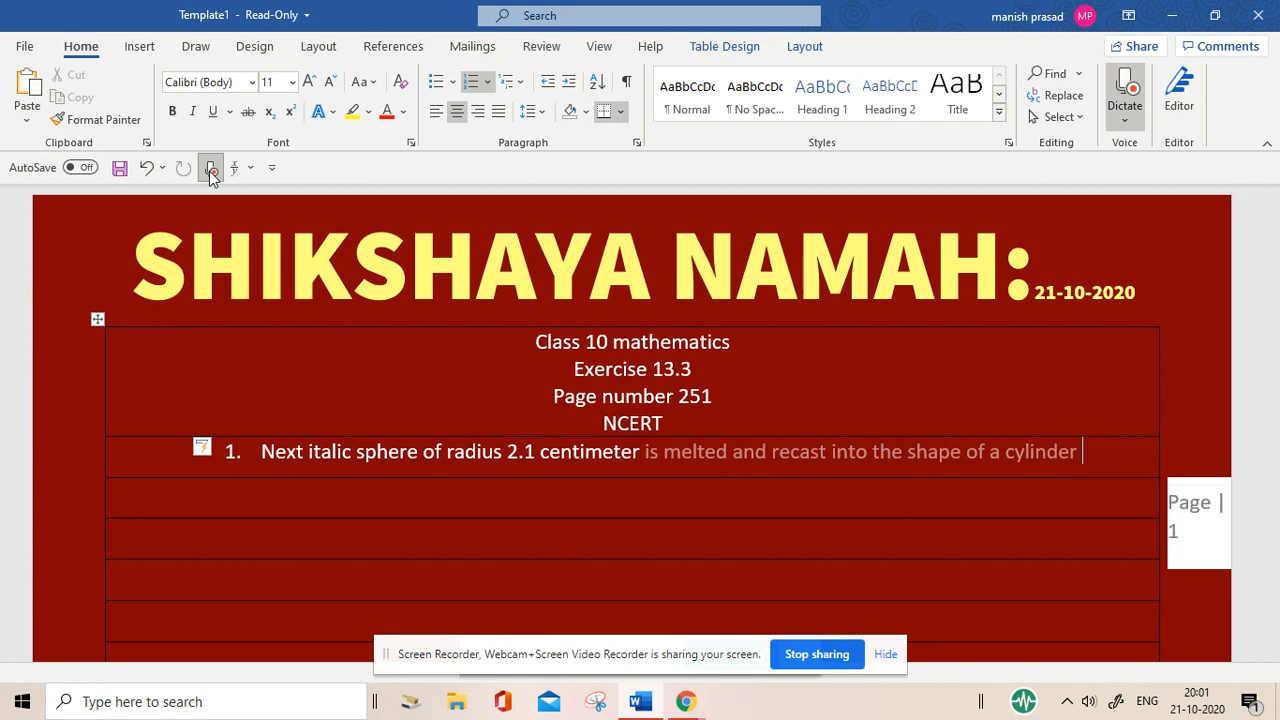 Template1 - Read-Only
Search
manish prasad MP
File Home Insert Draw Design Layout References Mailings Review View Help Table Design Layout Share Comments
Paste
Cut
Copy
Format Painter
Clipboard
Calibri (Body) 11
Font
Paragraph
AaBbCc AaBbCc AaBbCc AaBbCc AaB
¶ Normal ¶ No Spac... Heading 1 Heading 2 Title
Styles
Find
Replace
Select
Editing
Dictate
Voice
Editor
Editor
AutoSave Off
SHIKSHAYA NAMAH: 21-10-2020
Class 10 mathematics
Exercise 13.3
Page number 251
NCERT
1. Next italic sphere of radius 2.1 centimeter is melted and recast into the shape of a cylinder
Page |
1
Screen Recorder, Webcam+Screen Video Recorder is sharing your screen. Stop sharing Hide
Type here to search
ENG
20:01
21-10-2020